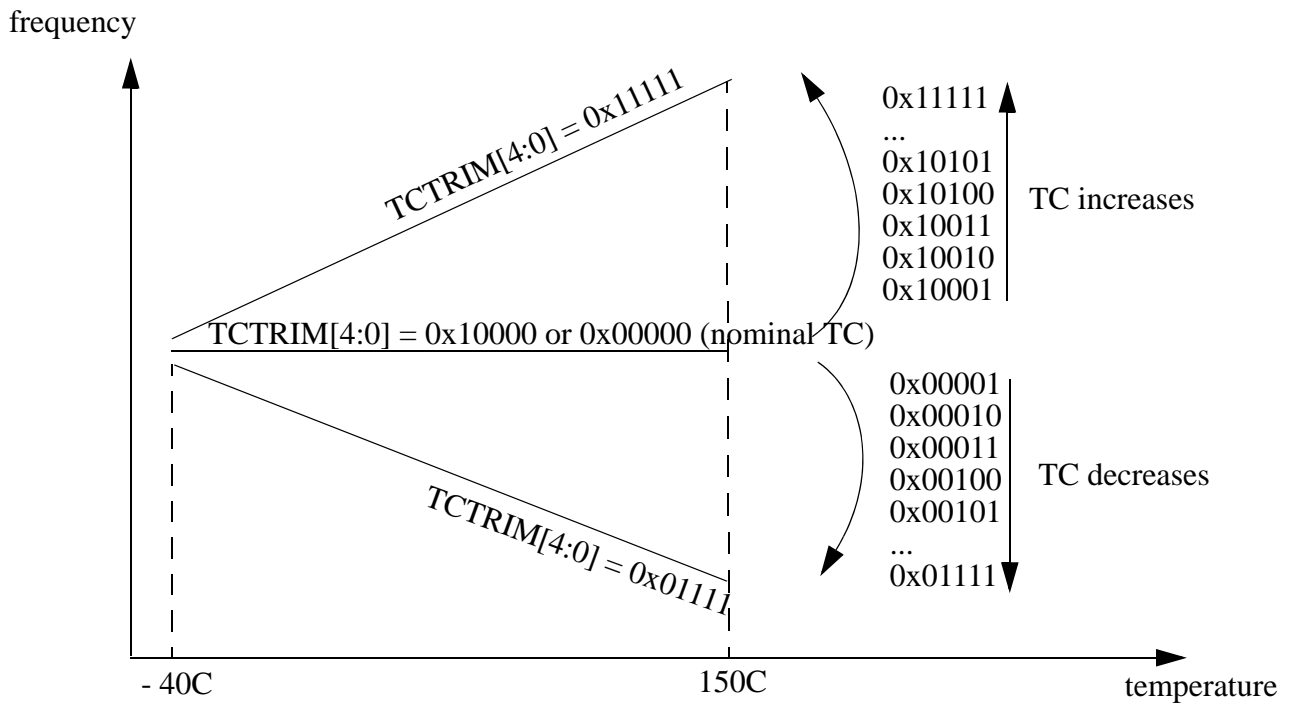 frequency
TCTRIM[4:0] = 0x11111
0x11111
...
0x10101
0x10100
0x10011
0x10010
0x10001
TC increases
TCTRIM[4:0] = 0x10000 or 0x00000 (nominal TC)
0x00001
0x00010
0x00011
0x00100
0x00101
...
0x01111
TC decreases
TCTRIM[4:0] = 0x01111
- 40C
150C
temperature